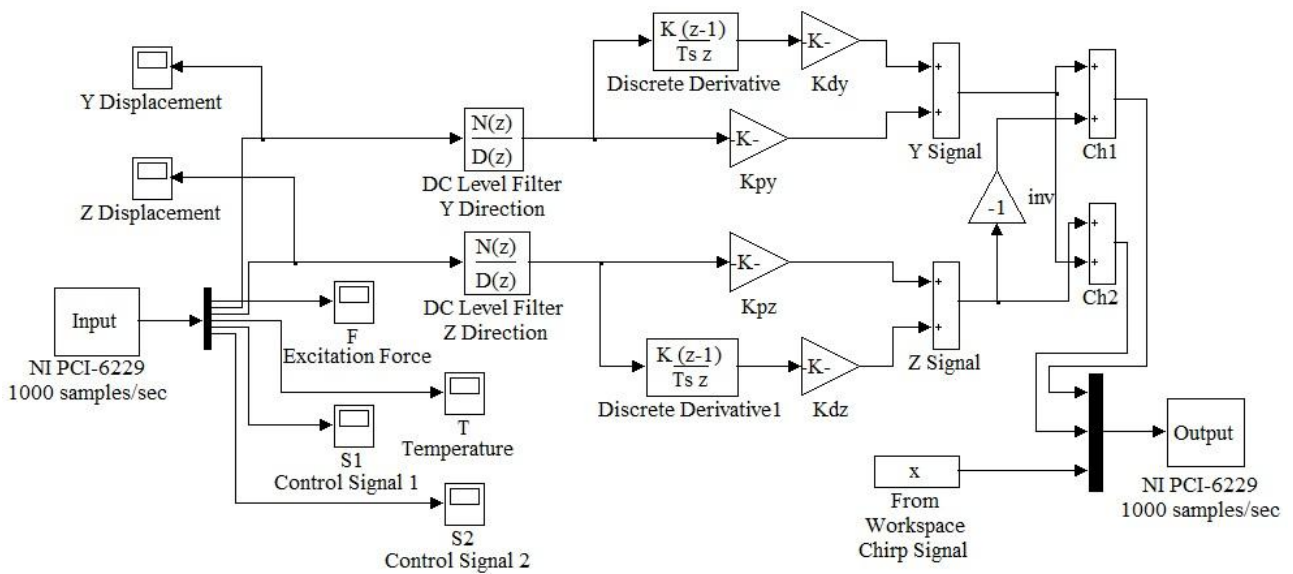 Y Displacement
Z Displacement
Input
NI PCI-6229
1000 samples/sec
F
Excitation Force
T
Temperature
S1
Control Signal 1
S2
Control Signal 2
N(z)
D(z)
DC Level Filter
Y Direction
N(z)
D(z)
DC Level Filter
Z Direction
K (z-1)
Ts z
Discrete Derivative
-K-
Kdy
-K-
Kpy
-K-
Kpz
K (z-1)
Ts z
Discrete Derivative1
-K-
Kdz
+
+
Y Signal
+
+
Z Signal
-1
inv
+
+
Ch1
+
+
Ch2
x
From
Workspace
Chirp Signal
Output
NI PCI-6229
1000 samples/sec